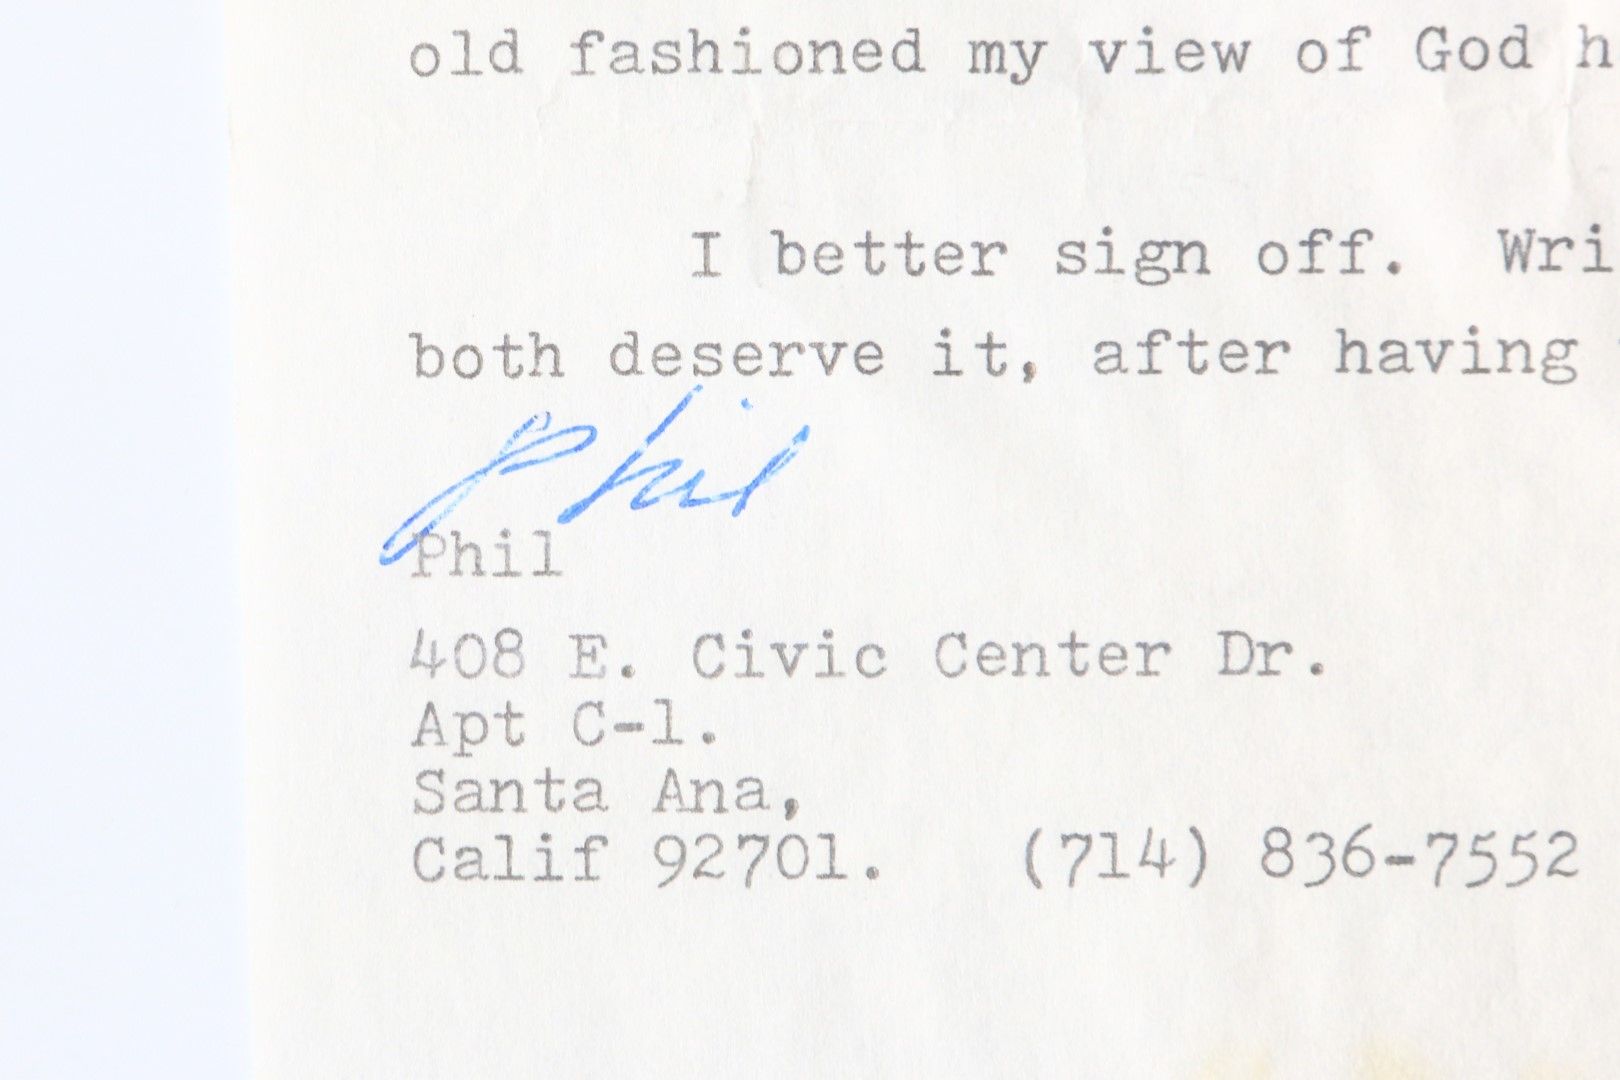 old fashioned my view of God h
I better sign off. Wri
both deserve it, after having
Phil
Phil
408 E. Civic Center Dr.
Apt C-1.
Santa Ana,
Calif 92701. (714) 836-7552